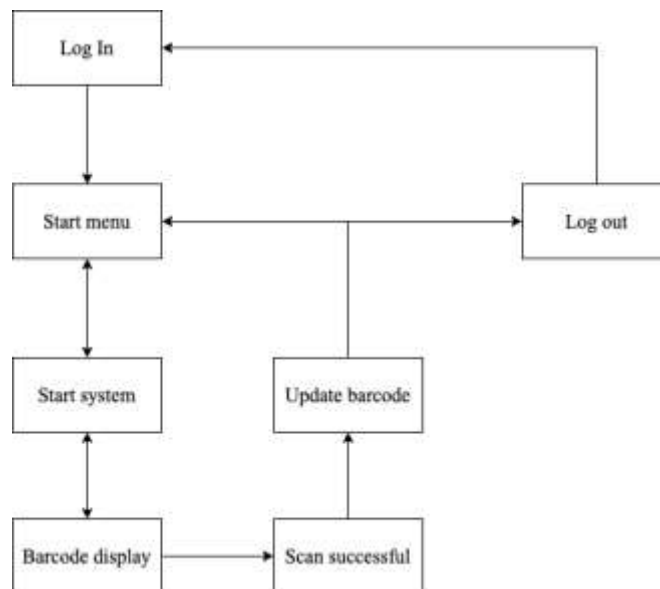 Log In
Start menu
Log out
Start system
Update barcode
Barcode display
Scan successful